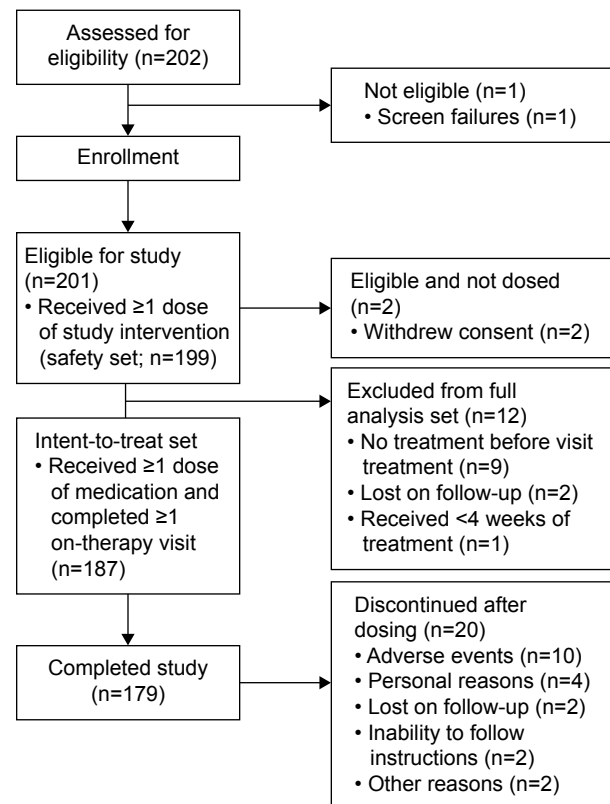 Assessed for
eligibility (n=202)
Not eligible (n=1)
• Screen failures (n=1)
Enrollment
Eligible for study
(n=201)
• Received ≥1 dose
of study intervention
(safety set; n=199)
Eligible and not dosed
(n=2)
• Withdrew consent (n=2)
Excluded from full
analysis set (n=12)
• No treatment before visit
treatment (n=9)
• Lost on follow-up (n=2)
• Received <4 weeks of
treatment (n=1)
Intent-to-treat set
• Received ≥1 dose
of medication and
completed ≥1
on-therapy visit
(n=187)
Discontinued after
dosing (n=20)
• Adverse events (n=10)
• Personal reasons (n=4)
• Lost on follow-up (n=2)
• Inability to follow
instructions (n=2)
• Other reasons (n=2)
Completed study
(n=179)